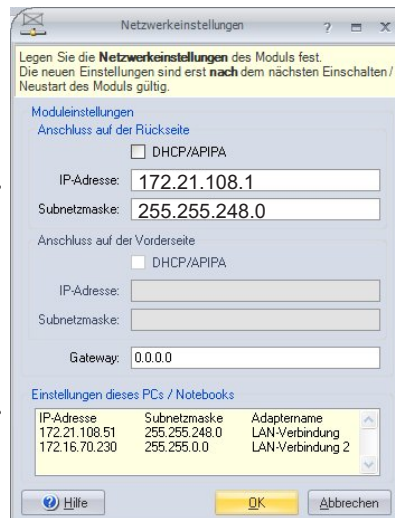 Netzwerkeinstellungen
Legen Sie die Netzwerkeinstellungen des Moduls fest.
Die neuen Einstellungen sind erst nach dem nächsten Einschalten /
Neustart des Moduls gültig.
Moduleinstellungen
Anschluss auf der Rückseite
DHCP/APIPA
IP-Adresse: 172.21.108.1
Subnetzmaske: 255.255.248.0
Anschluss auf der Vorderseite
DHCP/APIPA
IP-Adresse:
Subnetzmaske:
Gateway: 0.0.0.0
Einstellungen dieses PCs / Notebooks
IP-Adresse Subnetzmaske Adaptername
172.21.108.51 255.255.248.0 LAN-Verbindung
172.16.70.230 255.255.0.0 LAN-Verbindung 2
Hilfe OK Abbrechen